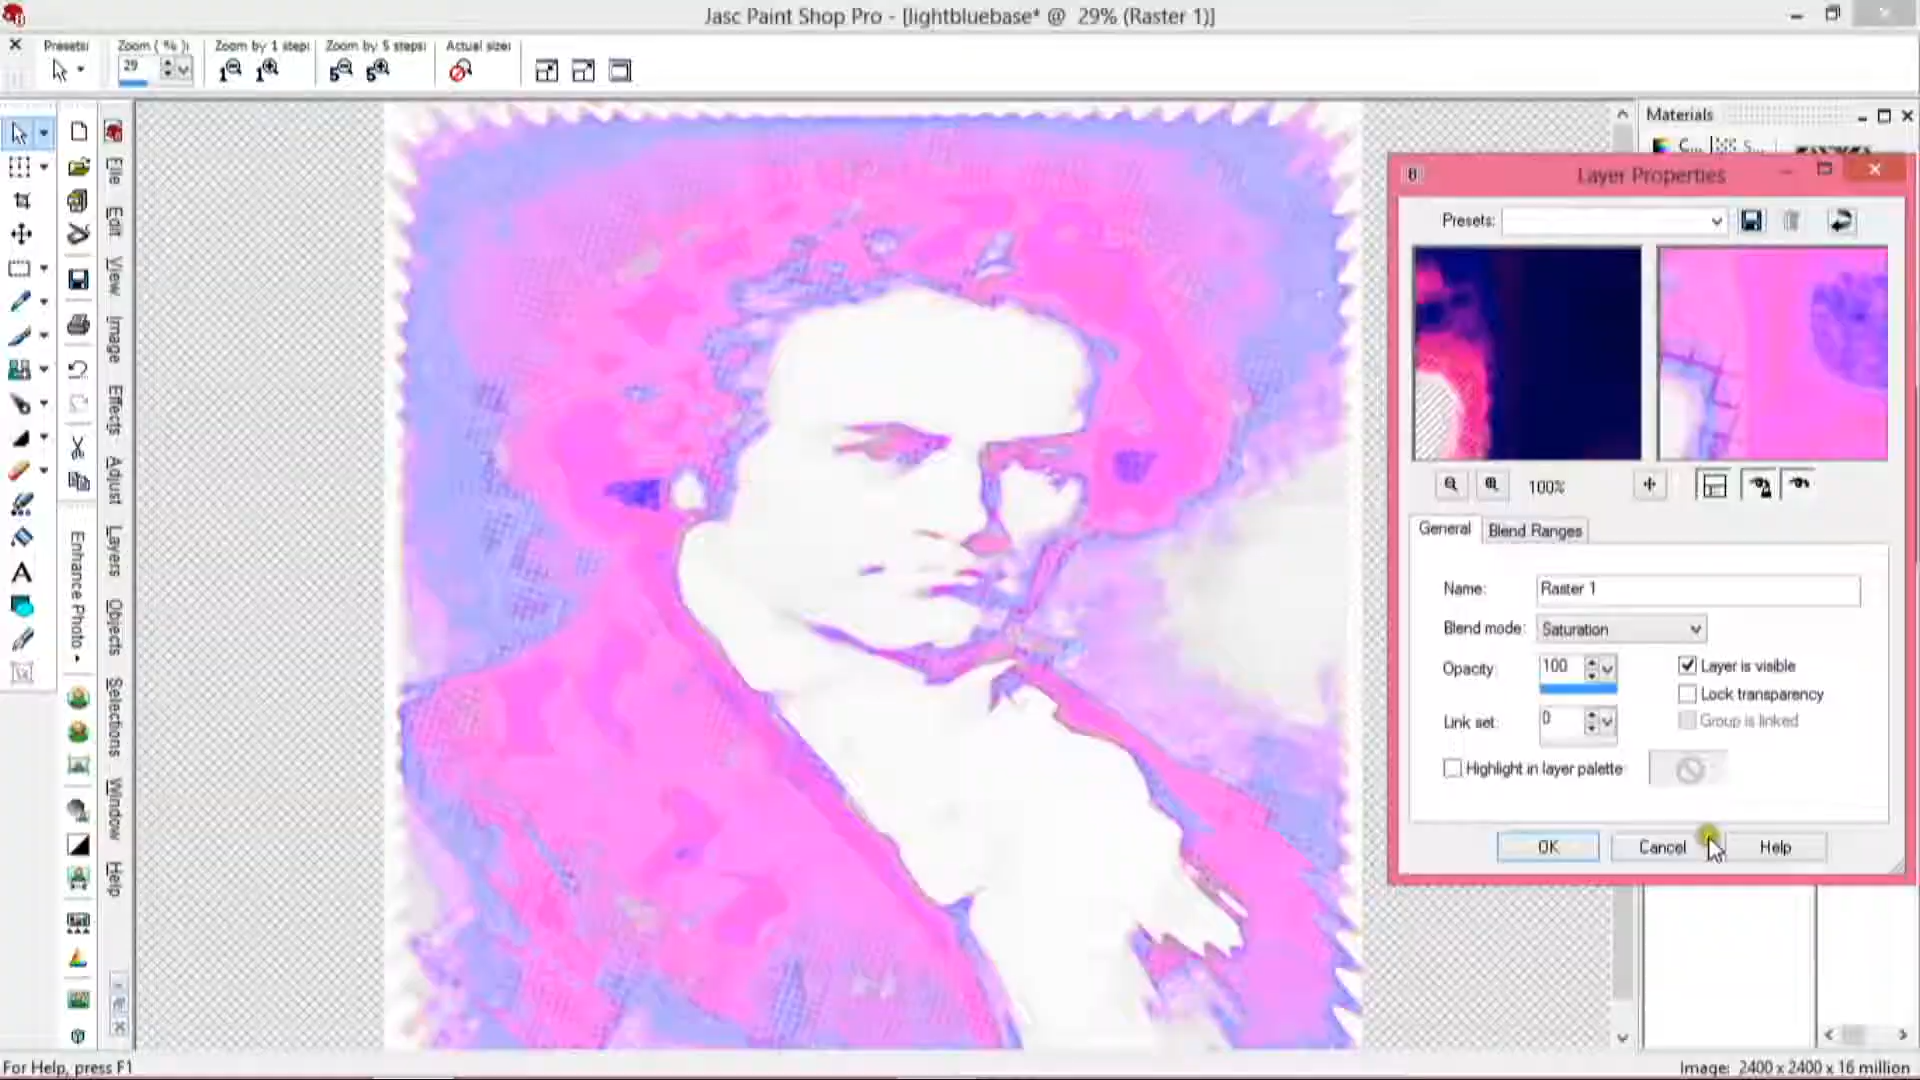 Jasc Paint Shop Pro - [lightbluebase* @ 29% (Raster 1)]
Presets:
Zoom (%):
Zoom by 1 step:
Zoom by 5 steps:
Actual size:
29
1
1
5
5
Materials
C...
S...
File
Edit
View
Image
Effects
Adjust
Layers
Objects
Selections
Window
Help
Enhance Photo
Layer Properties
Presets:
100%
General
Blend Ranges
Name:
Raster 1
Blend mode:
Saturation
Opacity:
100
Layer is visible
Lock transparency
Link set:
0
Group is linked
Highlight in layer palette
OK
Cancel
Help
For Help, press F1
Image: 2400 x 2400 x 16 million